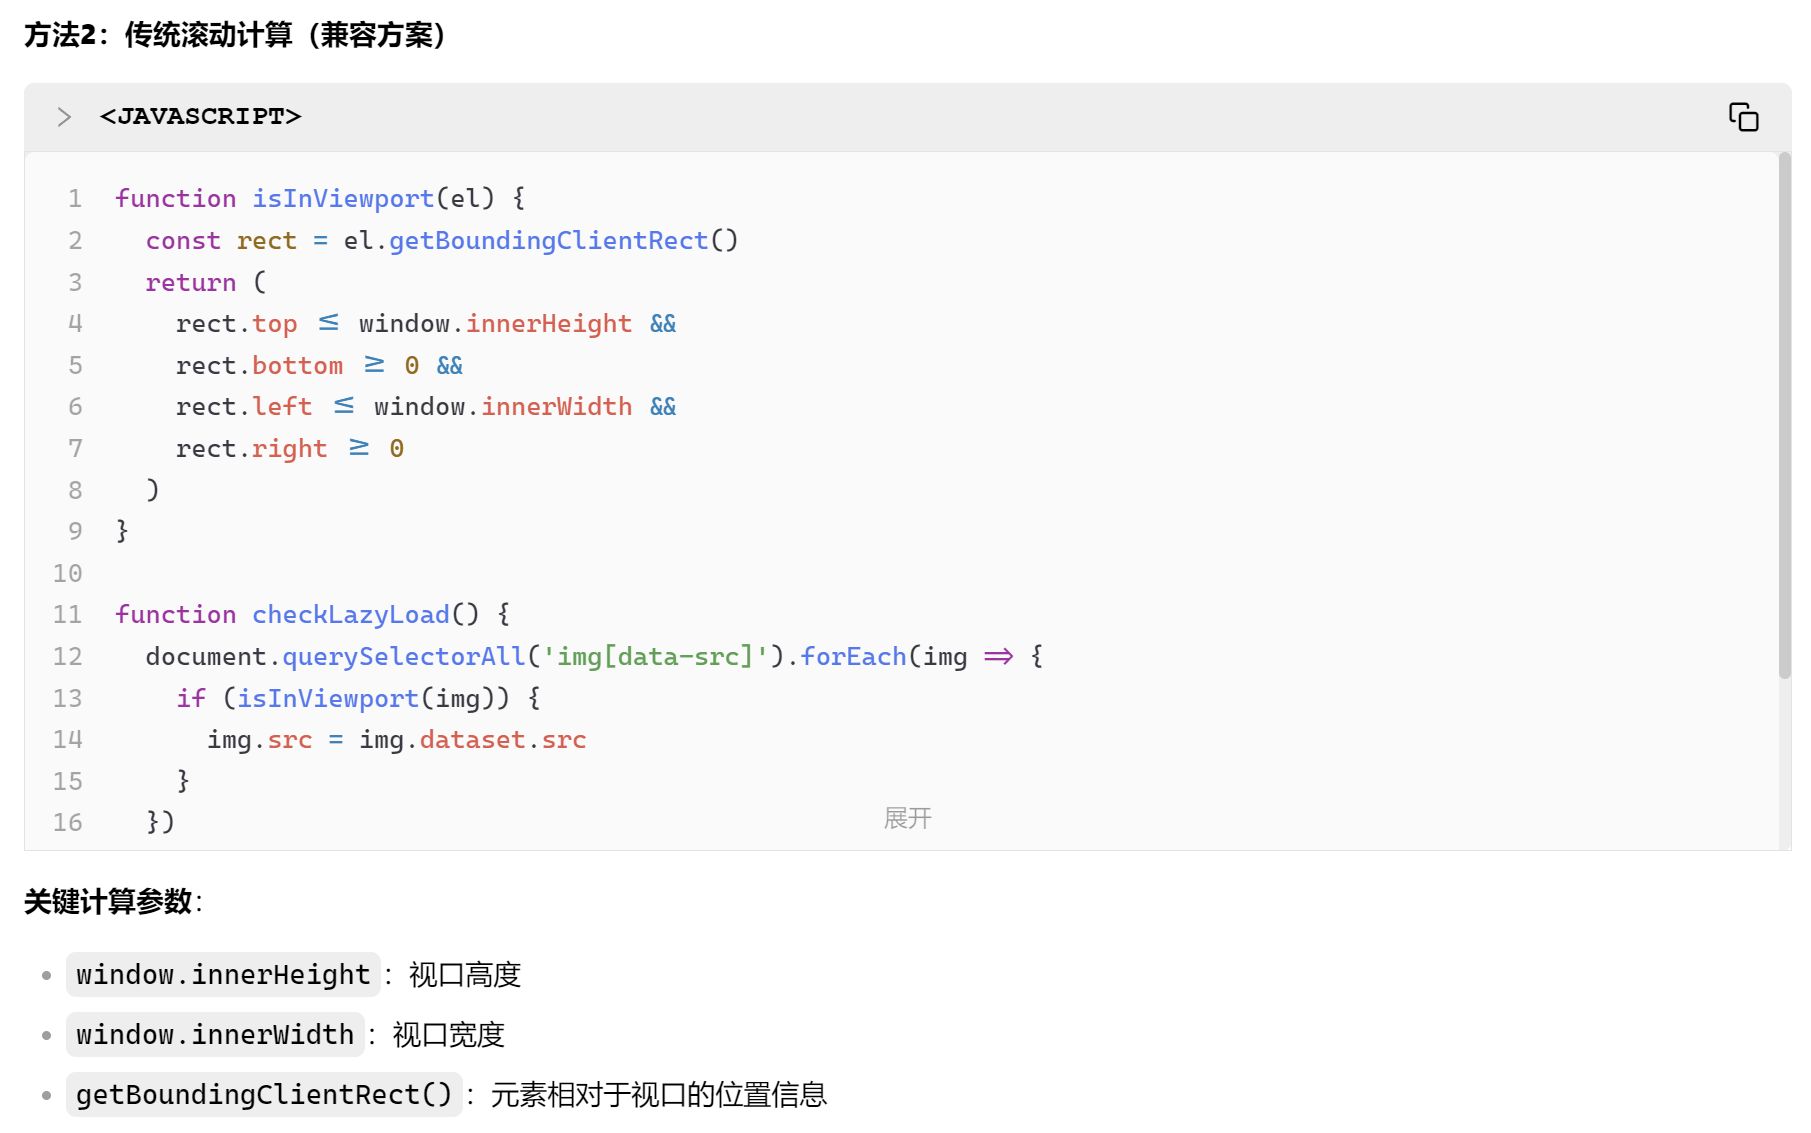 方法2：传统滚动计算（兼容方案）
<JAVASCRIPT>
1 function isInViewport(el) {
2   const rect = el.getBoundingClientRect()
3   return (
4     rect.top ≤ window.innerHeight &&
5     rect.bottom ≥ 0 &&
6     rect.left ≤ window.innerWidth &&
7     rect.right ≥ 0
8   )
9 }
10
11 function checkLazyLoad() {
12   document.querySelectorAll('img[data-src]').forEach(img => {
13     if (isInViewport(img)) {
14       img.src = img.dataset.src
15     }
16   })
展开
关键计算参数：
• window.innerHeight：视口高度
• window.innerWidth：视口宽度
• getBoundingClientRect()：元素相对于视口的位置信息